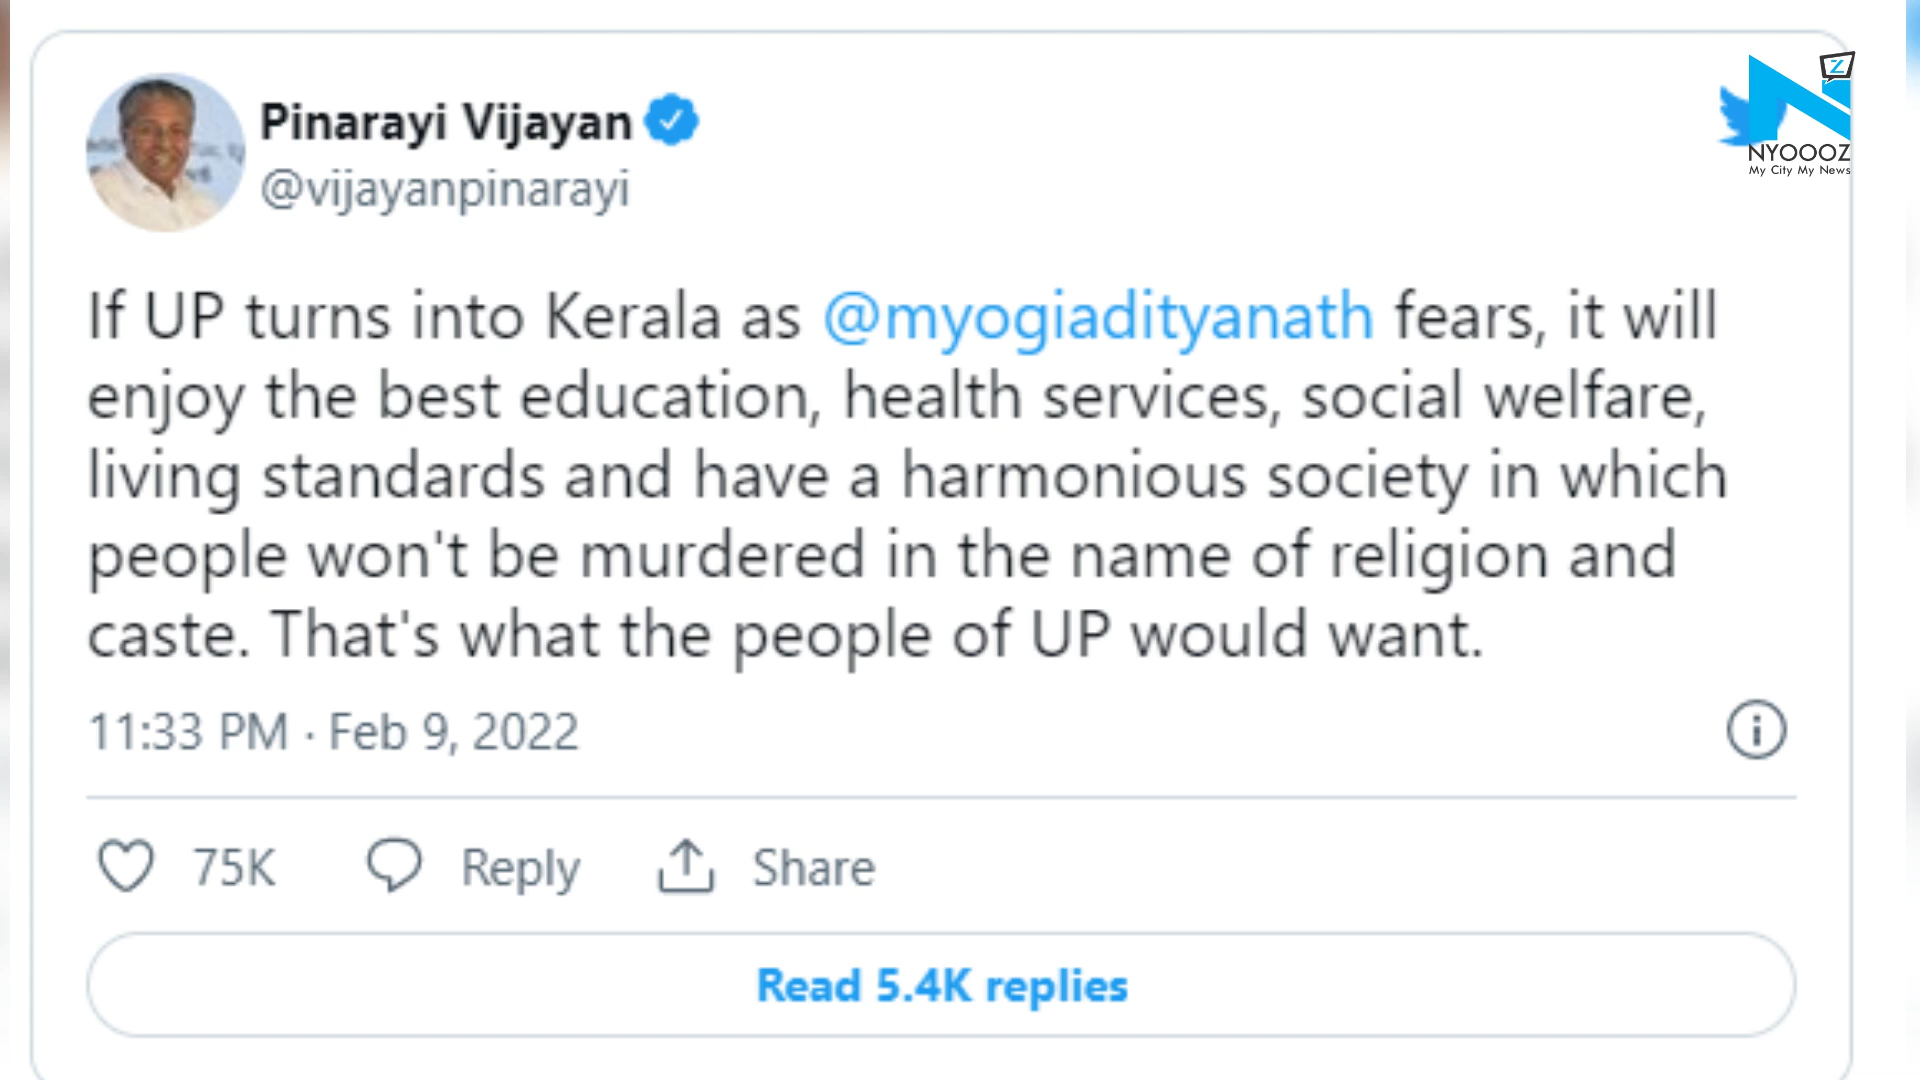 Pinarayi Vijayan
@vijayanpinarayi
Z
NYOOOZ
My City My News
If UP turns into Kerala as @myogiadityanath fears, it will
enjoy the best education, health services, social welfare,
living standards and have a harmonious society in which
people won't be murdered in the name of religion and
caste. That's what the people of UP would want.
11:33 PM · Feb 9, 2022
75K
Reply
Share
Read 5.4K replies